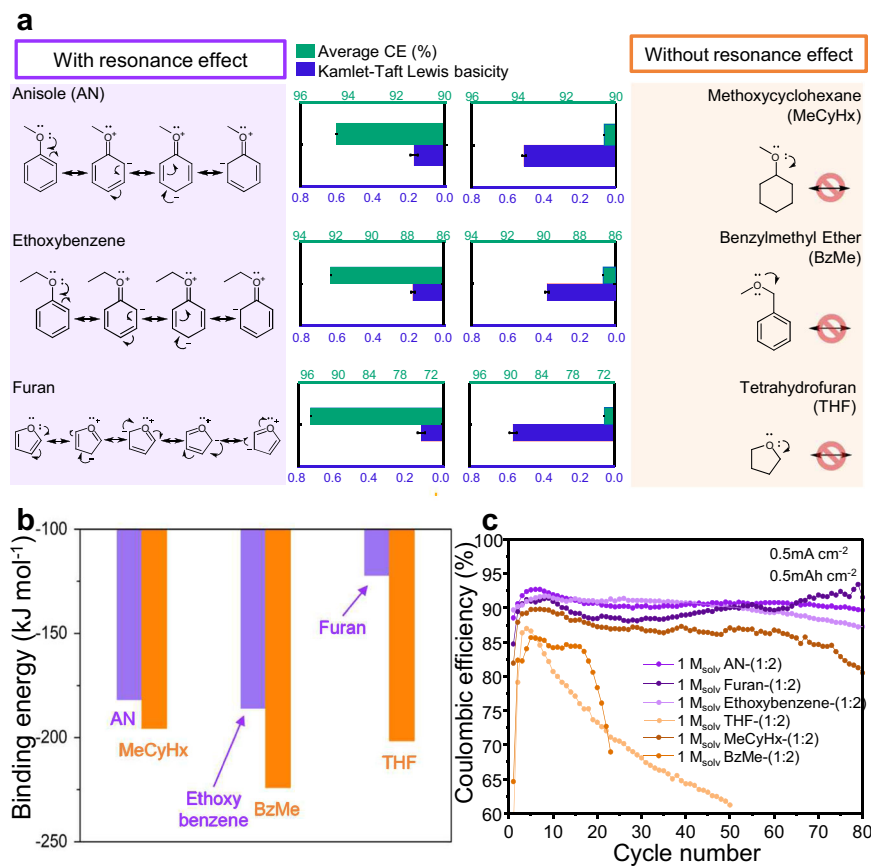 a
With resonance effect
Average CE (%)
Kamlet-Taft Lewis basicity
Without resonance effect
Anisole (AN)
96 94 92 90
96 94 92 90
Methoxycyclohexane
(MeCyHx)
0.8 0.6 0.4 0.2 0.0
0.8 0.6 0.4 0.2 0.0
Ethoxybenzene
94 92 90 88 86
94 92 90 88 86
Benzylmethyl Ether
(BzMe)
0.8 0.6 0.4 0.2 0.0
0.8 0.6 0.4 0.2 0.0
Furan
96 90 84 78 72
96 90 84 78 72
Tetrahydrofuran
(THF)
0.8 0.6 0.4 0.2 0.0
0.8 0.6 0.4 0.2 0.0
b
Binding energy (kJ mol⁻¹)
-100
-150
-200
-250
AN
MeCyHx
Ethoxy
benzene
BzMe
Furan
THF
c
Coulombic efficiency (%)
100
95
90
85
80
75
70
65
60
0.5mA cm⁻²
0.5mAh cm⁻²
1 Msolv AN-(1:2)
1 Msolv Furan-(1:2)
1 Msolv Ethoxybenzene-(1:2)
1 Msolv THF-(1:2)
1 Msolv MeCyHx-(1:2)
1 Msolv BzMe-(1:2)
0 10 20 30 40 50 60 70 80
Cycle number